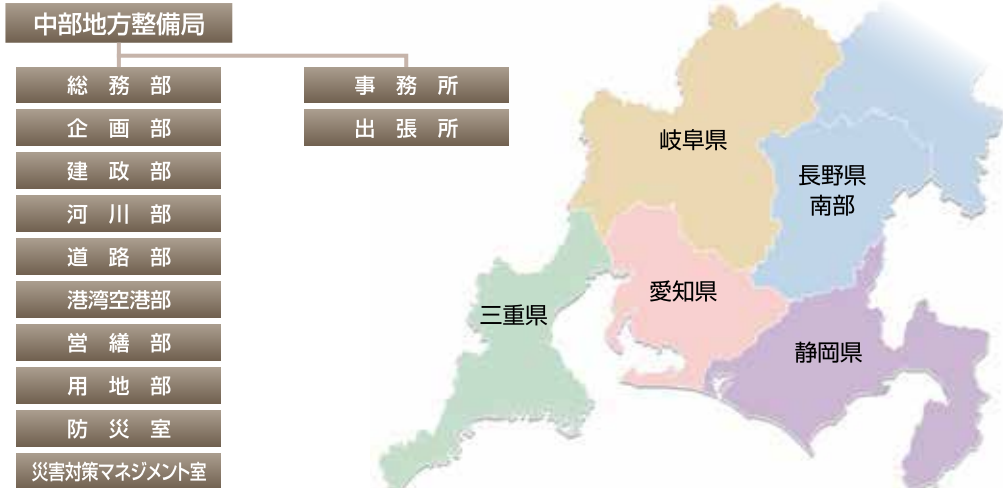 中部地方整備局
総務部
企画部
建政部
河川部
道路部
港湾空港部
営繕部
用地部
防災室
災害対策マネジメント室
事務所
出張所
岐阜県
長野県
南部
愛知県
三重県
静岡県